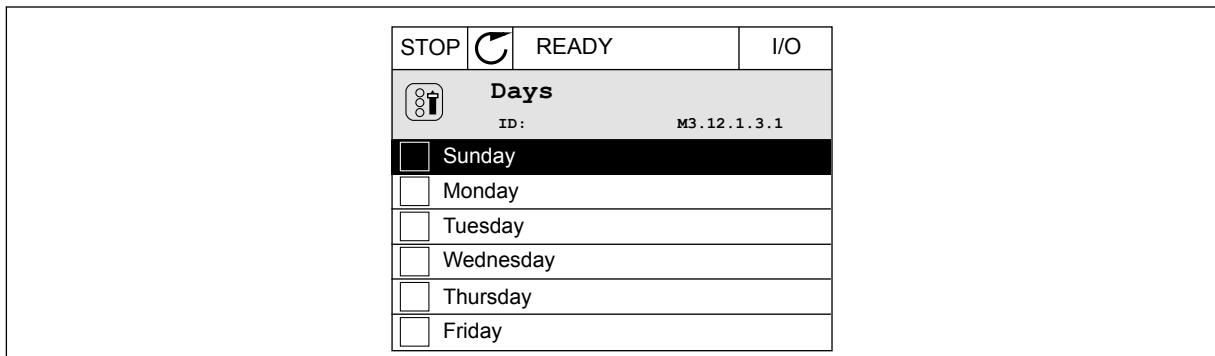 STOP READY I/O
Days
ID: M3.12.1.3.1
Sunday
Monday
Tuesday
Wednesday
Thursday
Friday